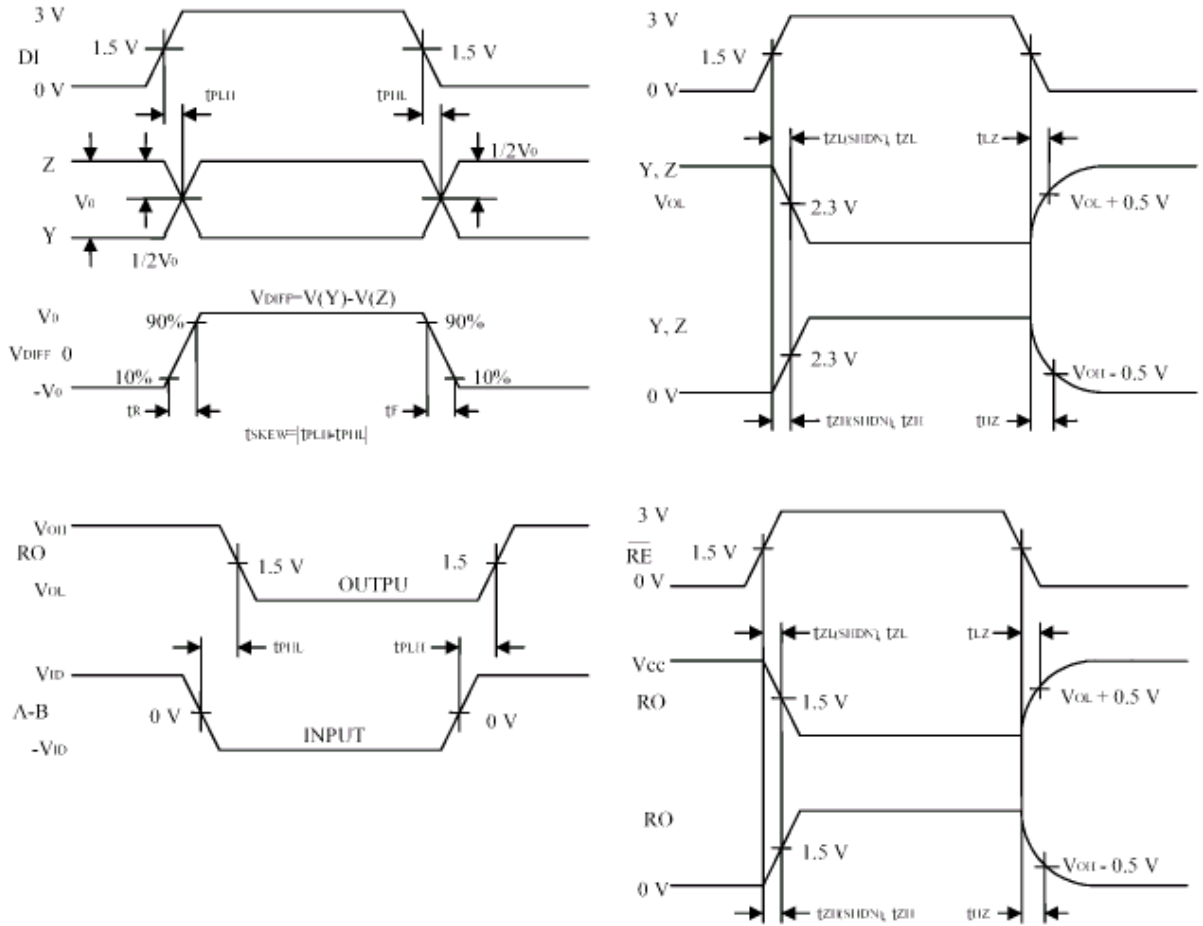 3 V
DI
0 V
1.5 V
1.5 V
tPLH
tPHL
Z
V0
Y
1/2V0
1/2V0
VDIFF=V(Y)-V(Z)
V0
VDIFF 0
-V0
90%
90%
10%
10%
tR
tF
tSKEW=|tPLH-tPHL|
3 V
1.5 V
0 V
tZL(SHDN), tZL
tLZ
Y, Z
VOL
2.3 V
VOL + 0.5 V
Y, Z
0 V
2.3 V
VOH - 0.5 V
tZH(SHDN), tZH
tHZ
VOH
RO
VOL
1.5 V
1.5
OUTPU
tPHL
tPLH
VID
A-B
-VID
0 V
0 V
INPUT
3 V
RE
0 V
1.5 V
tZL(SHDN), tZL
tLZ
Vcc
RO
1.5 V
VOL + 0.5 V
RO
0 V
1.5 V
VOH - 0.5 V
tZH(SHDN), tZH
tHZ